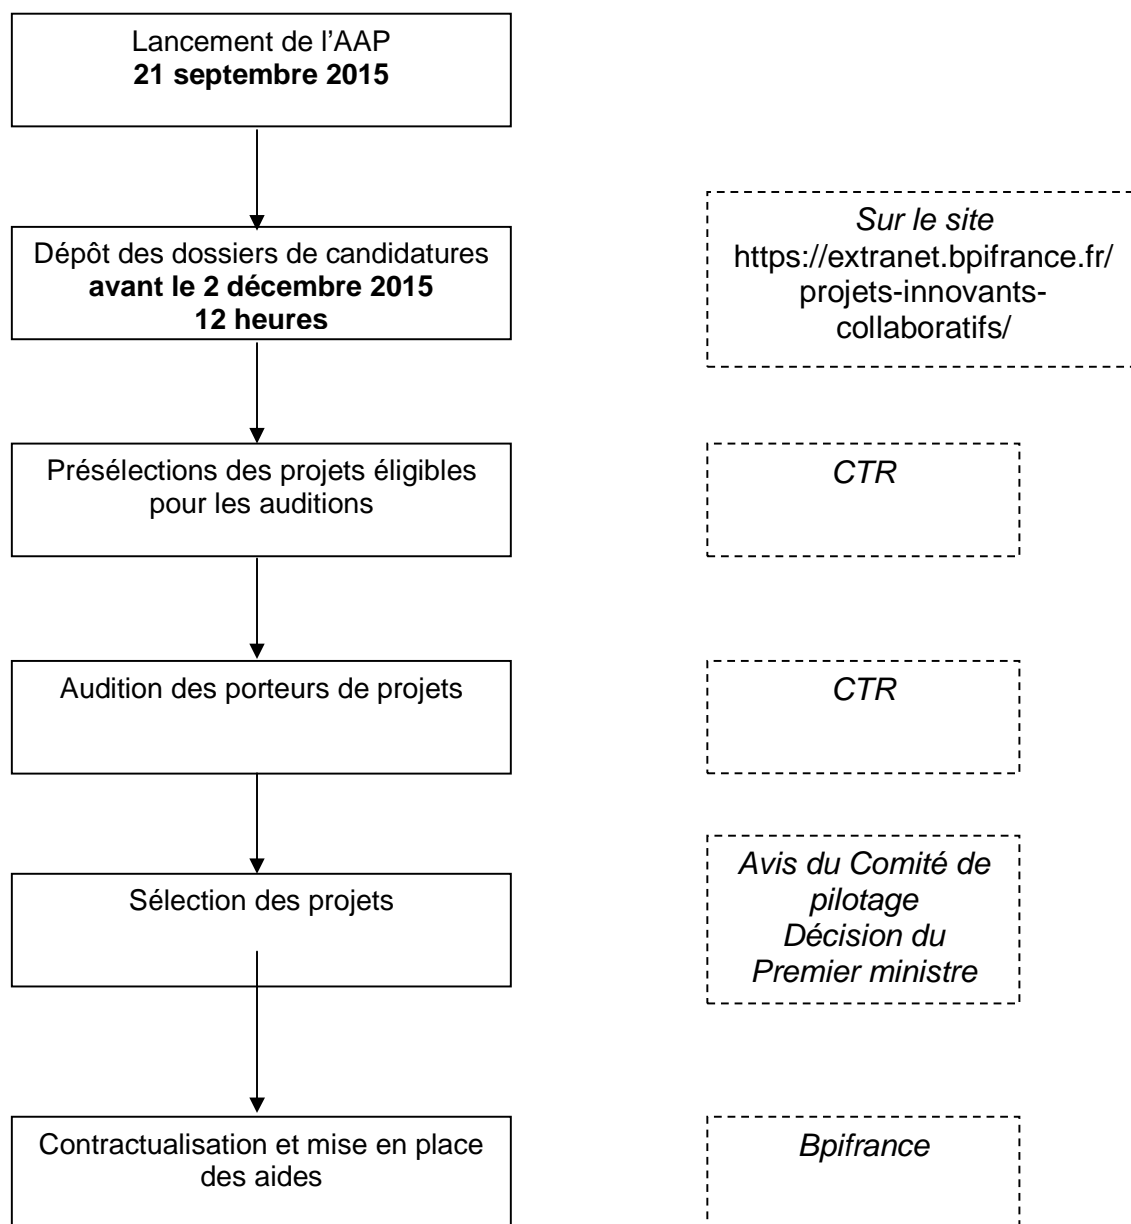 Lancement de l'AAP
21 septembre 2015
Dépôt des dossiers de candidatures
avant le 2 décembre 2015
12 heures
Sur le site
https://extranet.bpifrance.fr/
projets-innovants-
collaboratifs/
Présélections des projets éligibles
pour les auditions
CTR
Audition des porteurs de projets
CTR
Sélection des projets
Avis du Comité de
pilotage
Décision du
Premier ministre
Contractualisation et mise en place
des aides
Bpifrance